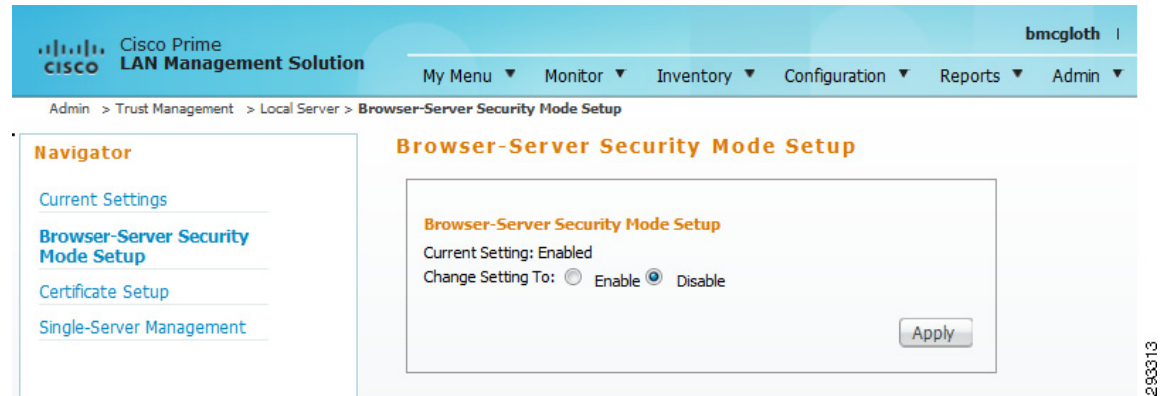 bmcgloth |
Cisco Prime
CISCO LAN Management Solution
My Menu ▼ Monitor ▼ Inventory ▼ Configuration ▼ Reports ▼ Admin ▼
Admin > Trust Management > Local Server > Browser-Server Security Mode Setup
Navigator
Current Settings
Browser-Server Security
Mode Setup
Certificate Setup
Single-Server Management
Browser-Server Security Mode Setup
Browser-Server Security Mode Setup
Current Setting: Enabled
Change Setting To: Enable Disable
Apply
293313